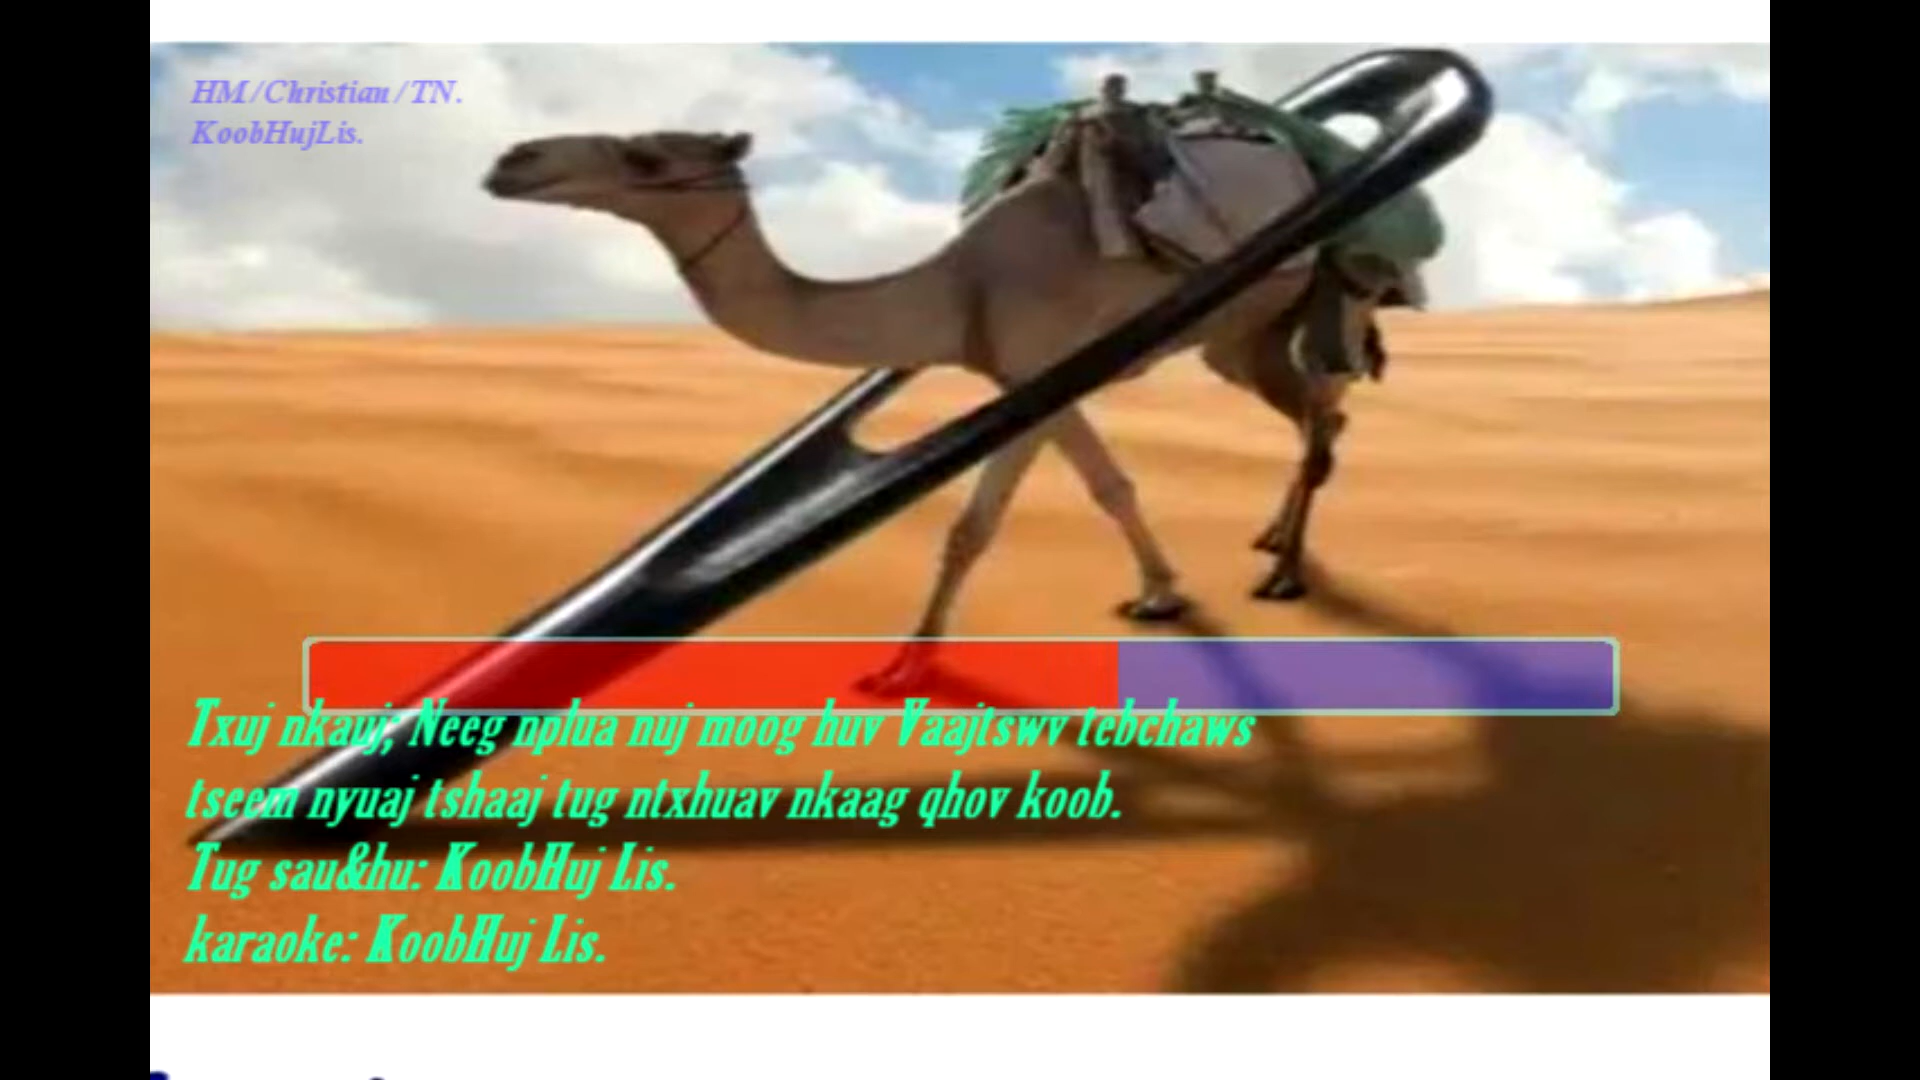 HM/Christian/TN.
KoobHujLis.
Txuj nkauj; Neeg nplua nuj moog huv Vaajtswv tebchaws
tseem nyuaj tshaaj tug ntxhuav nkaag qhov koob.
Tug sau&hu: KoobHuj Lis.
karaoke: KoobHuj Lis.